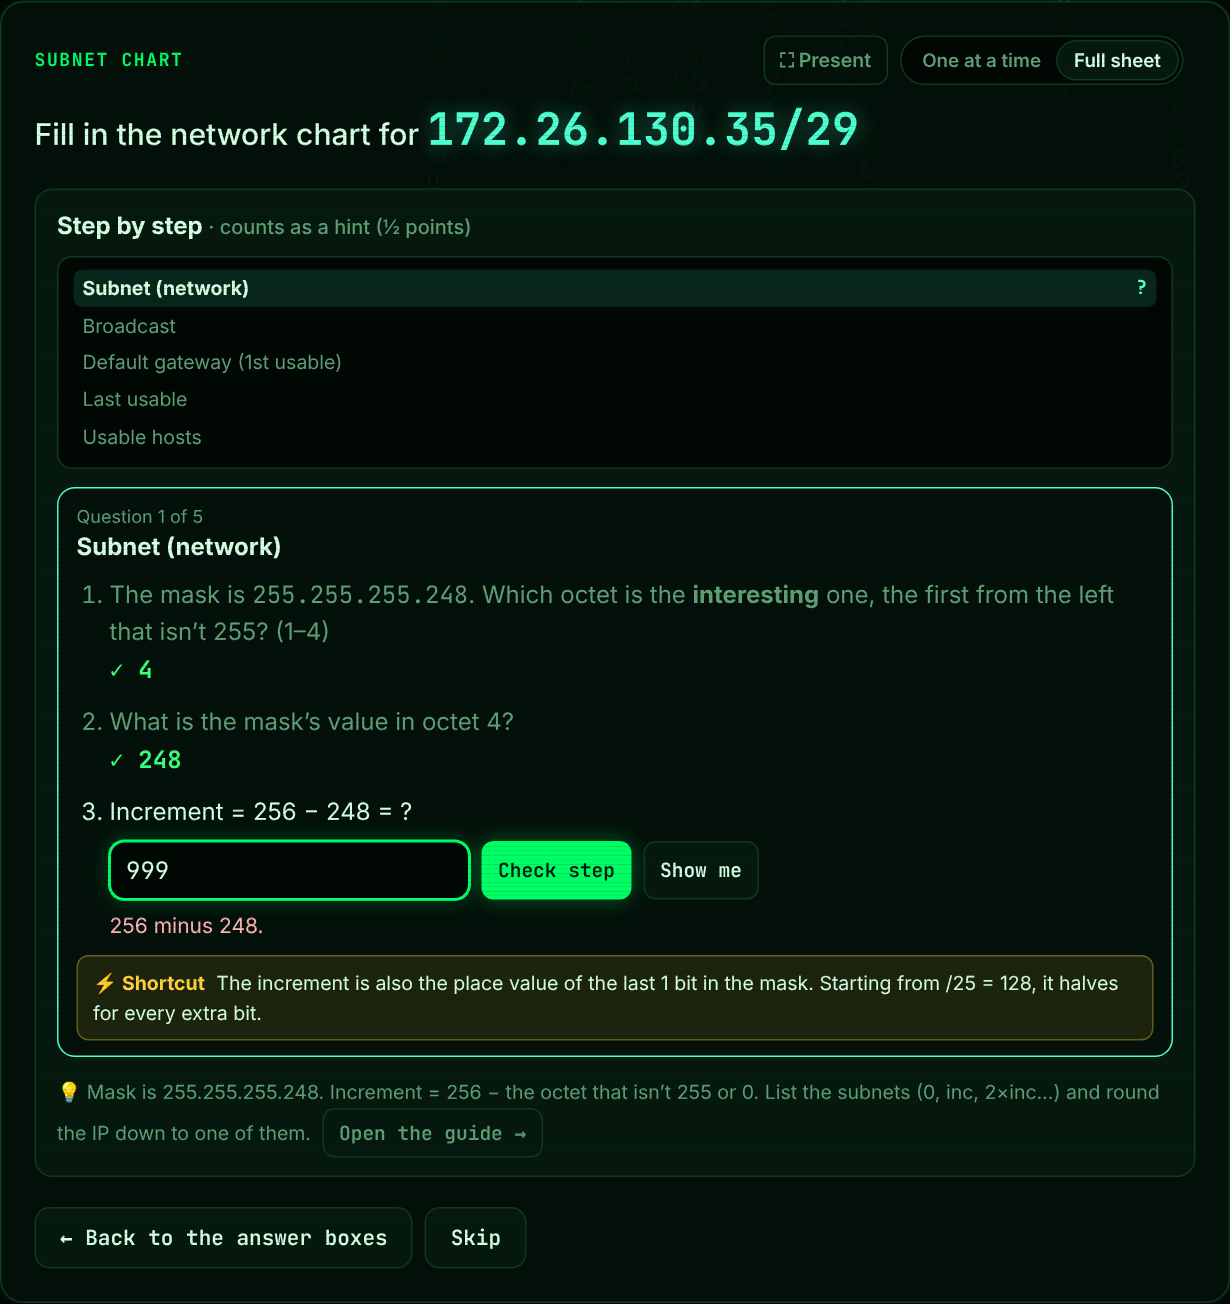 SUBNET CHART
Present
One at a time
Full sheet
Fill in the network chart for 172.26.130.35/29
Step by step · counts as a hint (½ points)
Subnet (network) ?
Broadcast
Default gateway (1st usable)
Last usable
Usable hosts
Question 1 of 5
Subnet (network)
1. The mask is 255.255.255.248. Which octet is the interesting one, the first from the left
that isn’t 255? (1–4)
✓ 4
2. What is the mask’s value in octet 4?
✓ 248
3. Increment = 256 − 248 = ?
999
Check step
Show me
256 minus 248.
⚡ Shortcut The increment is also the place value of the last 1 bit in the mask. Starting from /25 = 128, it halves
for every extra bit.
💡 Mask is 255.255.255.248. Increment = 256 − the octet that isn’t 255 or 0. List the subnets (0, inc, 2×inc…) and round
the IP down to one of them. Open the guide →
← Back to the answer boxes
Skip